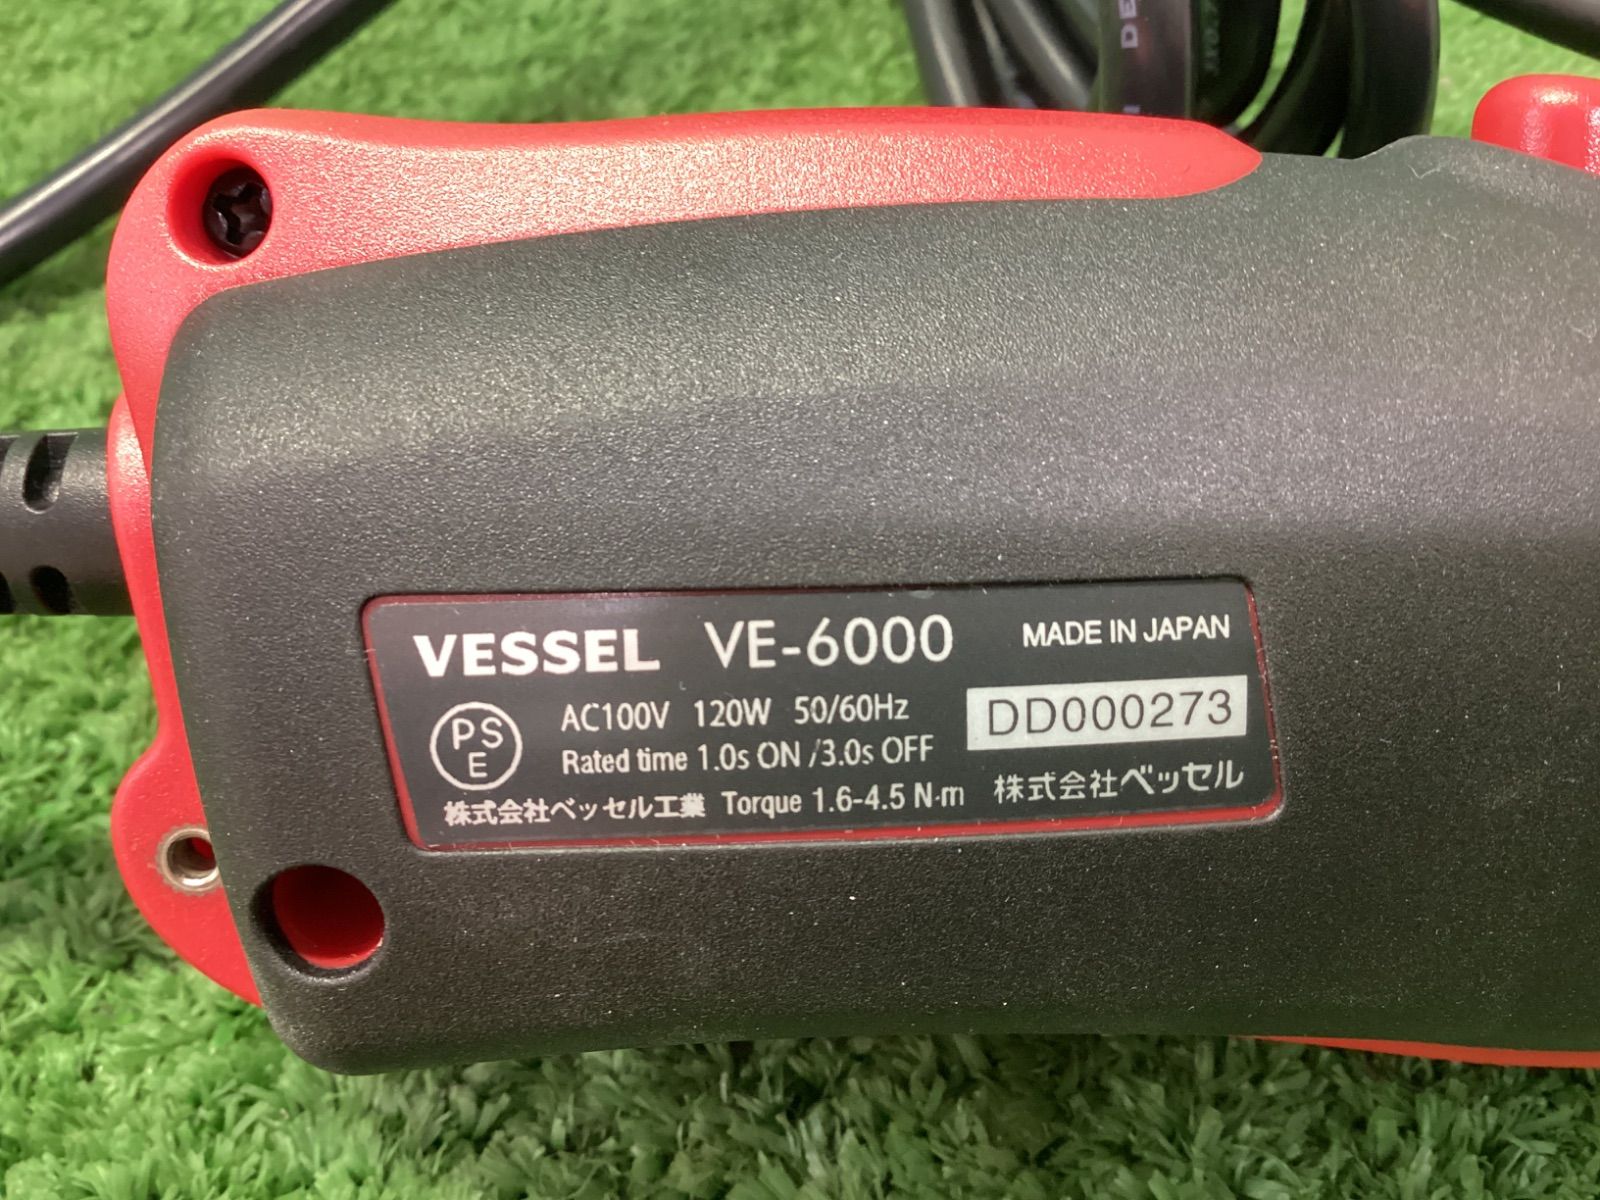 VESSEL VE-6000 MADE IN JAPAN
PSE
AC100V 120W 50/60Hz
DD000273
Rated time 1.0s ON /3.0s OFF
株式会社ベッセル工業 Torque 1.6-4.5 N·m 株式会社ベッセル